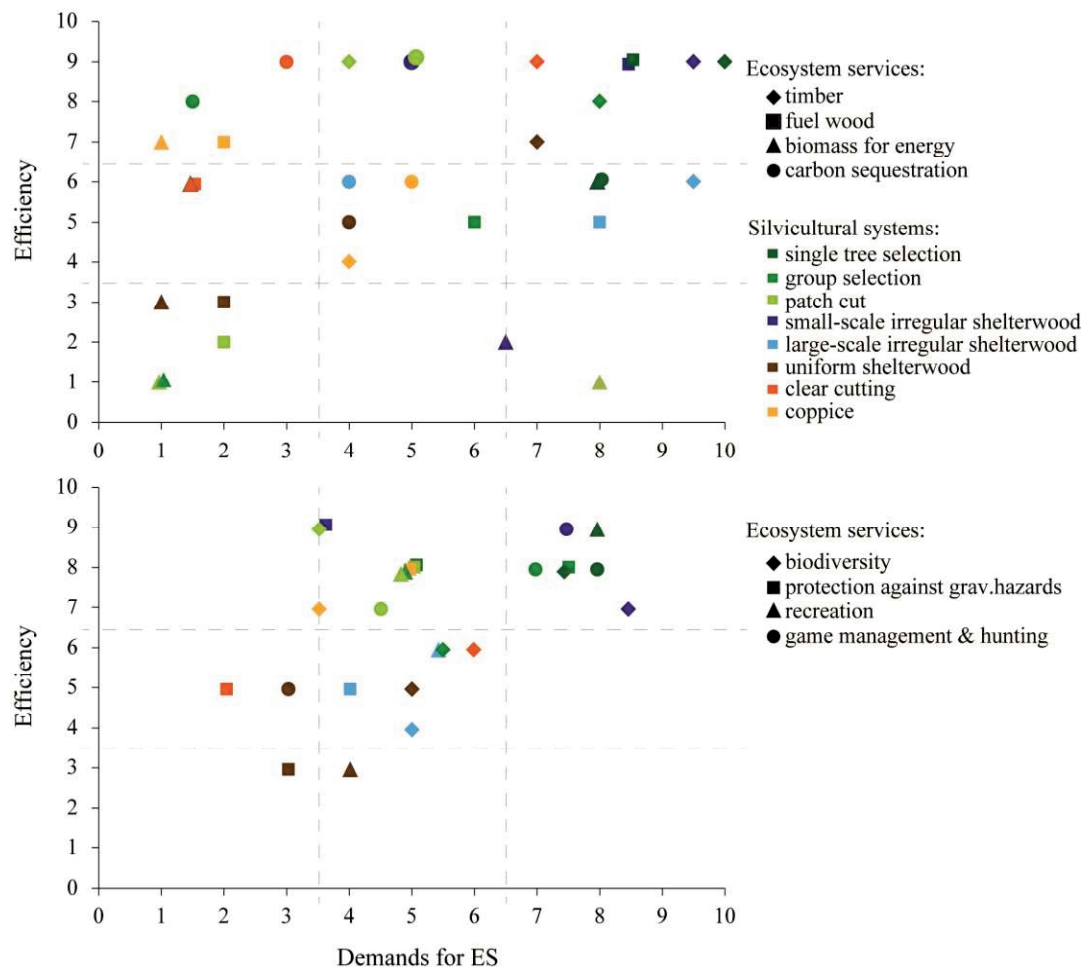 10
9
8
7
6
5
4
3
2
1
0
Efficiency
0 1 2 3 4 5 6 7 8 9 10
Ecosystem services:
timber
fuel wood
biomass for energy
carbon sequestration
Silvicultural systems:
single tree selection
group selection
patch cut
small-scale irregular shelterwood
large-scale irregular shelterwood
uniform shelterwood
clear cutting
coppice
10
9
8
7
6
5
4
3
2
1
0
Efficiency
0 1 2 3 4 5 6 7 8 9 10
Demands for ES
Ecosystem services:
biodiversity
protection against grav.hazards
recreation
game management & hunting